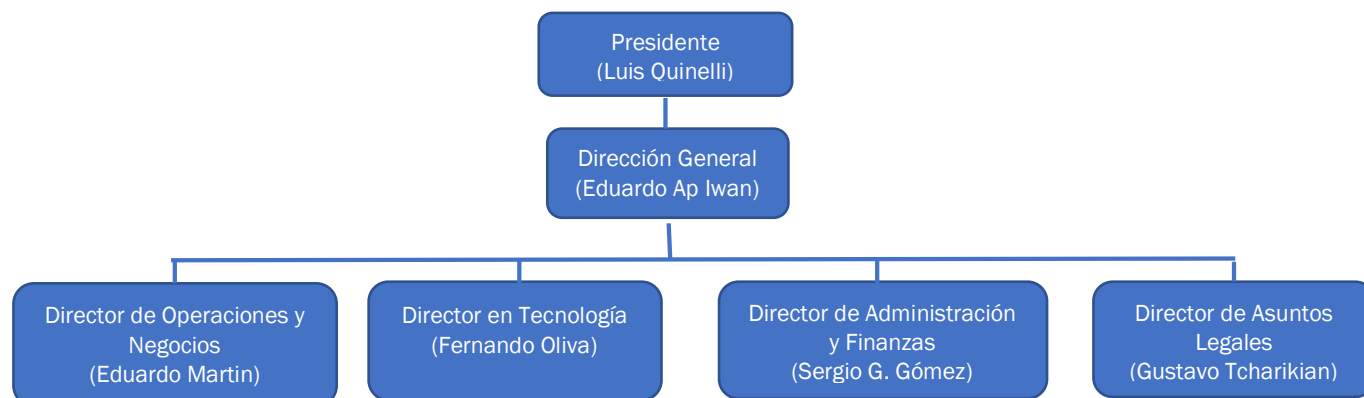 Presidente
(Luis Quinelli)
Dirección General
(Eduardo Ap Iwan)
Director de Operaciones y
Negocios
(Eduardo Martin)
Director en Tecnología
(Fernando Oliva)
Director de Administración
y Finanzas
(Sergio G. Gómez)
Director de Asuntos
Legales
(Gustavo Tcharikian)